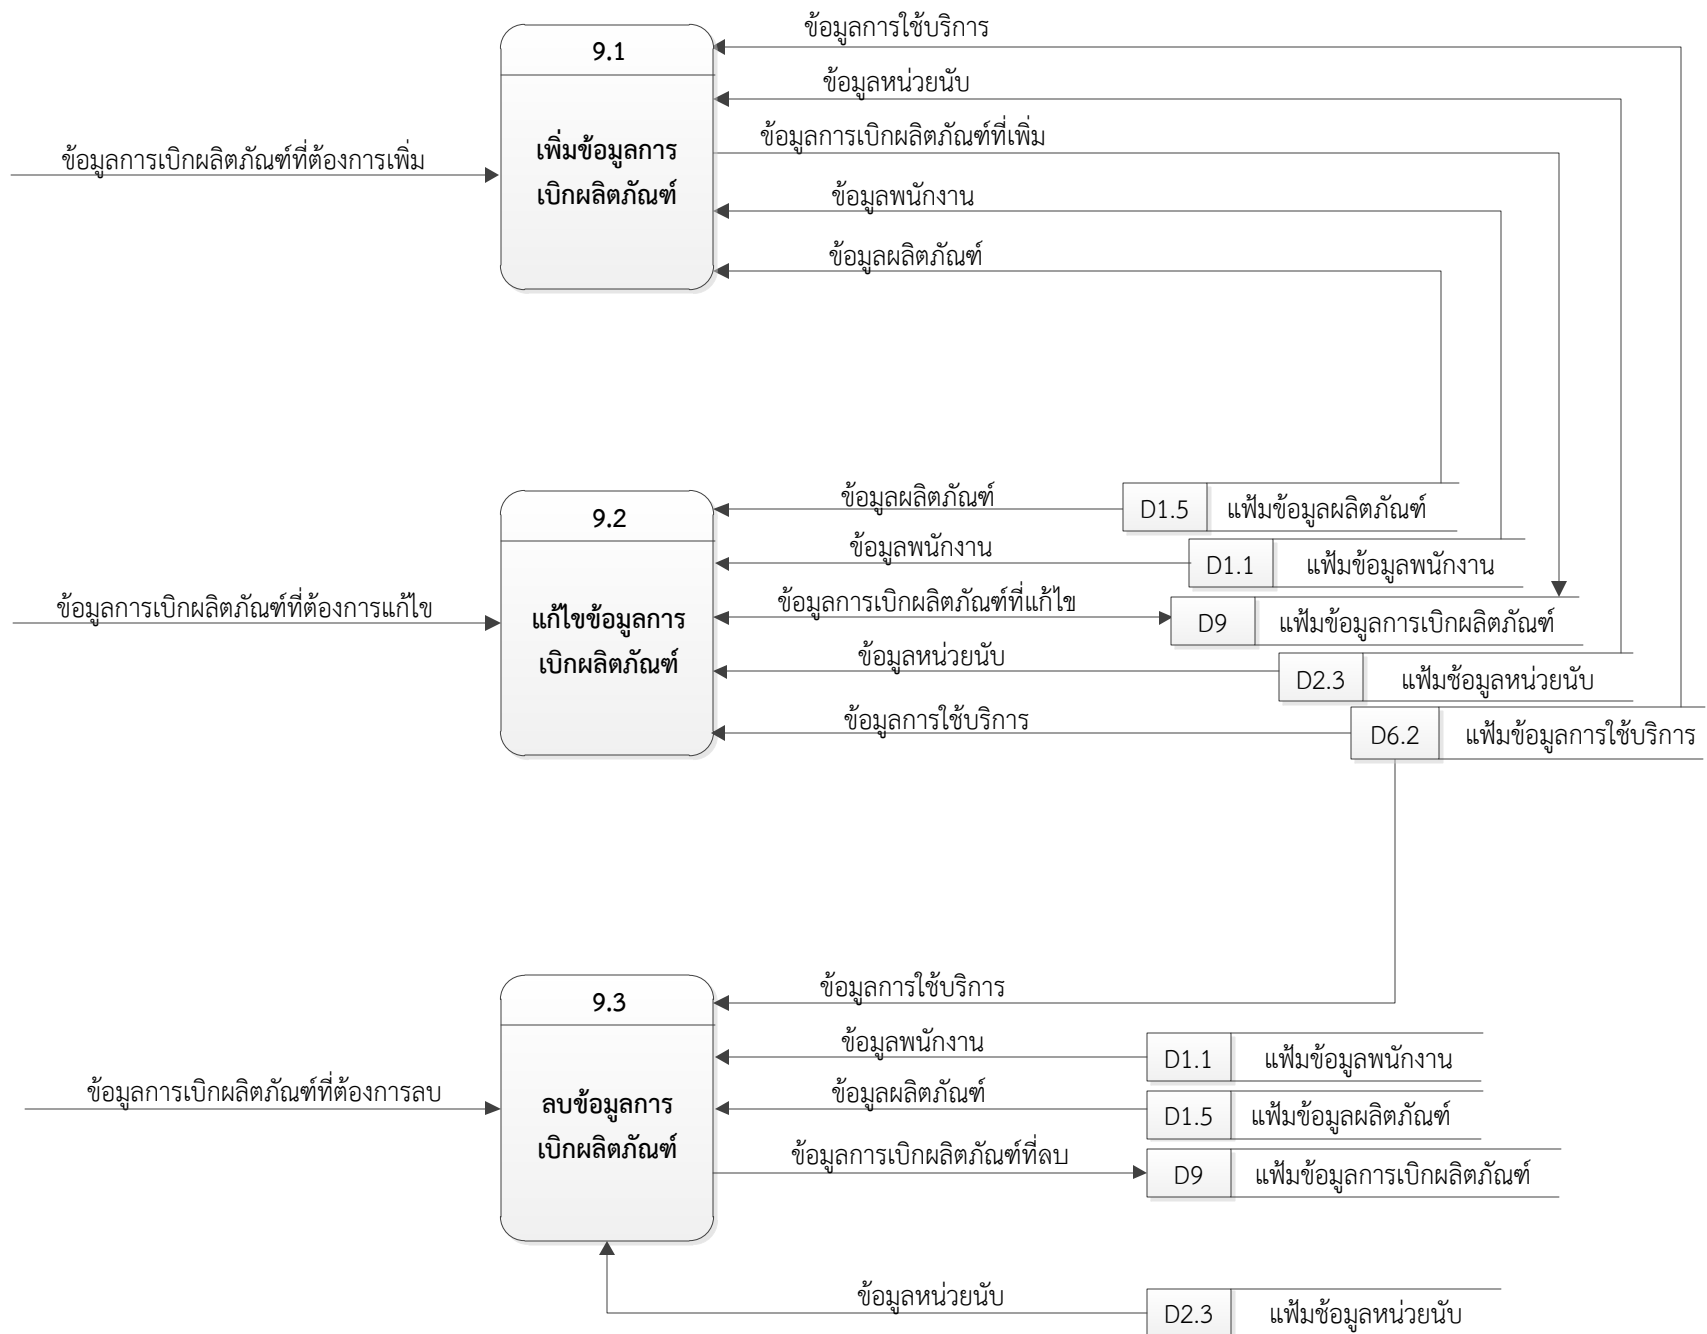 ข้อมูลการใช้บริการ
9.1
ข้อมูลหน่วยนับ
ข้อมูลการเบิกผลิตภัณฑ์ที่เพิ่ม
ข้อมูลการเบิกผลิตภัณฑ์ที่ต้องการเพิ่ม
เพิ่มข้อมูลการ
เบิกผลิตภัณฑ์
ข้อมูลพนักงาน
ข้อมูลผลิตภัณฑ์
9.2
ข้อมูลผลิตภัณฑ์
D1.5 แฟ้มข้อมูลผลิตภัณฑ์
ข้อมูลพนักงาน
D1.1 แฟ้มข้อมูลพนักงาน
ข้อมูลการเบิกผลิตภัณฑ์ที่ต้องการแก้ไข
แก้ไขข้อมูลการ
เบิกผลิตภัณฑ์
ข้อมูลการเบิกผลิตภัณฑ์ที่แก้ไข
D9 แฟ้มข้อมูลการเบิกผลิตภัณฑ์
ข้อมูลหน่วยนับ
D2.3 แฟ้มช้อมูลหน่วยนับ
ข้อมูลการใช้บริการ
D6.2 แฟ้มข้อมูลการใช้บริการ
9.3
ข้อมูลการใช้บริการ
ข้อมูลพนักงาน
D1.1 แฟ้มข้อมูลพนักงาน
ข้อมูลการเบิกผลิตภัณฑ์ที่ต้องการลบ
ลบข้อมูลการ
เบิกผลิตภัณฑ์
ข้อมูลผลิตภัณฑ์
D1.5 แฟ้มข้อมูลผลิตภัณฑ์
ข้อมูลการเบิกผลิตภัณฑ์ที่ลบ
D9 แฟ้มข้อมูลการเบิกผลิตภัณฑ์
ข้อมูลหน่วยนับ
D2.3 แฟ้มช้อมูลหน่วยนับ